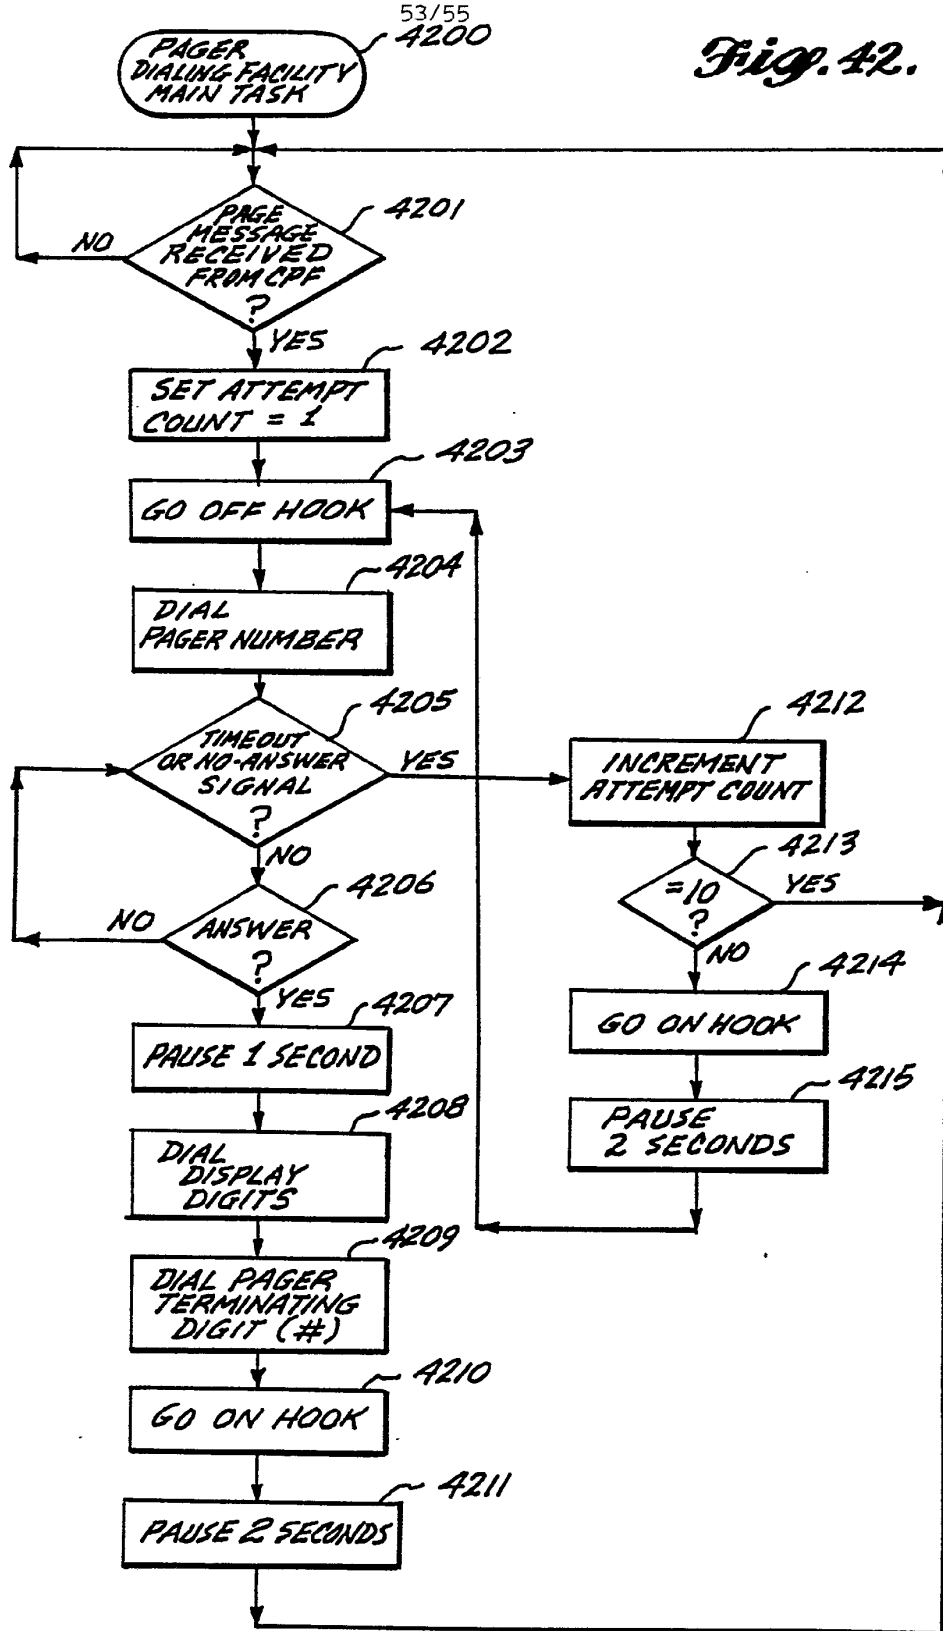 53/55
4200
PAGER
DIALING FACILITY
MAIN TASK
Fig. 42.
4201
PAGE
MESSAGE
RECEIVED
FROM CPF
?
NO
YES
4202
SET ATTEMPT
COUNT = 1
4203
GO OFF HOOK
4204
DIAL
PAGER NUMBER
4205
TIMEOUT
OR NO-ANSWER
SIGNAL
?
YES
NO
4206
ANSWER
?
NO
YES
4207
PAUSE 1 SECOND
4208
DIAL
DISPLAY
DIGITS
4209
DIAL PAGER
TERMINATING
DIGIT (#)
4210
GO ON HOOK
4211
PAUSE 2 SECONDS
4212
INCREMENT
ATTEMPT COUNT
4213
=10
?
YES
NO
4214
GO ON HOOK
4215
PAUSE
2 SECONDS